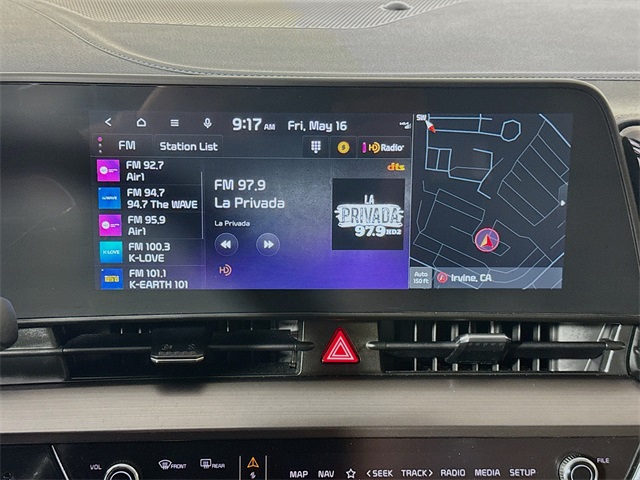 9:17 AM Fri, May 16
SW
FM Station List HD Radio
dts
FM 92.7
Air1
FM 94.7
94.7 The WAVE
FM 95.9
Air1
FM 100.3
K-LOVE
FM 101.1
K-EARTH 101
FM 97.9
La Privada
La Privada
HD
LA
PRIVADA
97.9 HD2
Auto
150 ft
Irvine, CA
VOL
FRONT
REAR
MAP NAV ☆ <SEEK TRACK> RADIO MEDIA SETUP
FILE